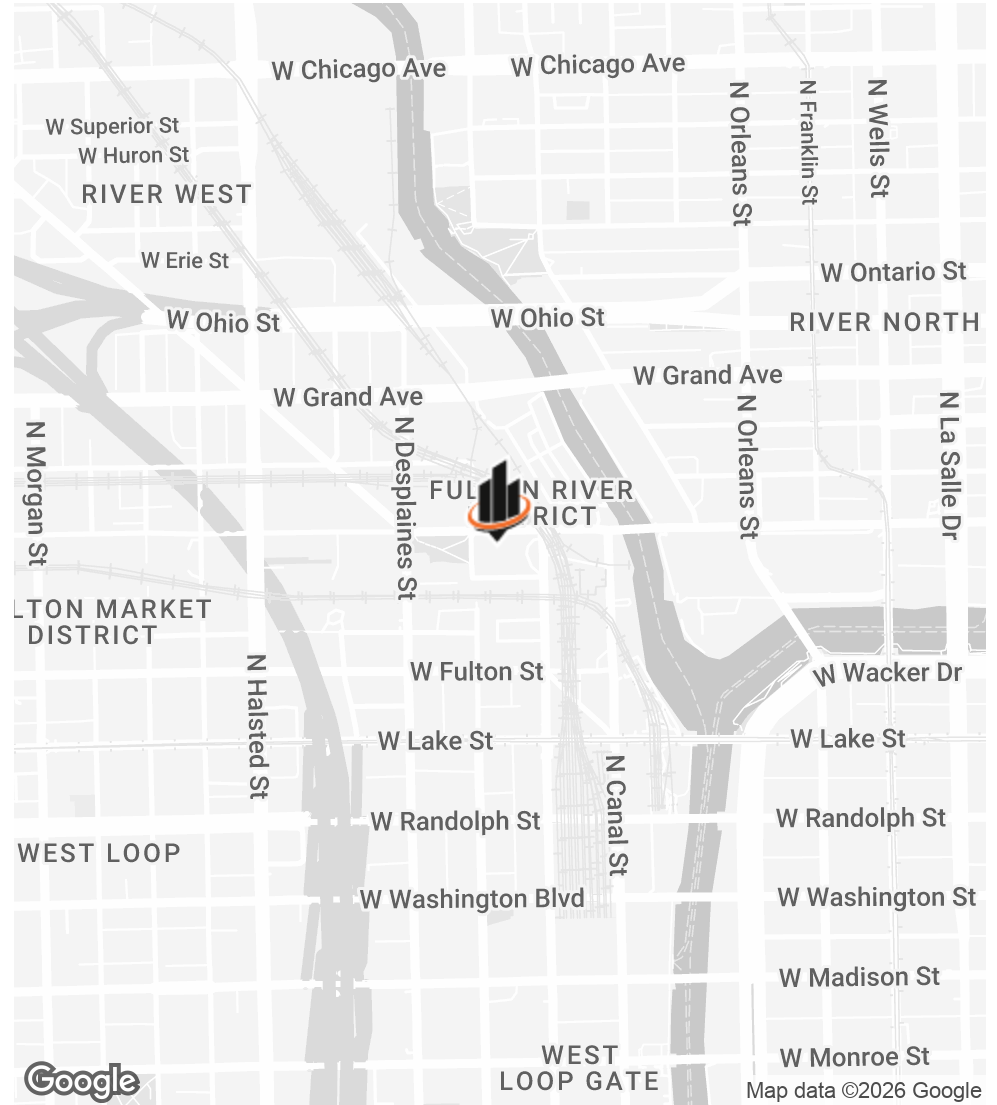 W Chicago Ave
W Chicago Ave
N Orleans St
N Franklin St
N Wells St
W Superior St
W Huron St
RIVER WEST
W Erie St
W Ontario St
W Ohio St
W Ohio St
RIVER NORTH
W Grand Ave
W Grand Ave
N Morgan St
N Desplaines St
N Orleans St
N La Salle Dr
FUL N RIVER
RICT
LTON MARKET
DISTRICT
N Halsted St
W Fulton St
W Wacker Dr
W Lake St
W Lake St
N Canal St
W Randolph St
W Randolph St
WEST LOOP
W Washington Blvd
W Washington St
W Madison St
WEST
LOOP GATE
W Monroe St
Google
Map data ©2026 Google